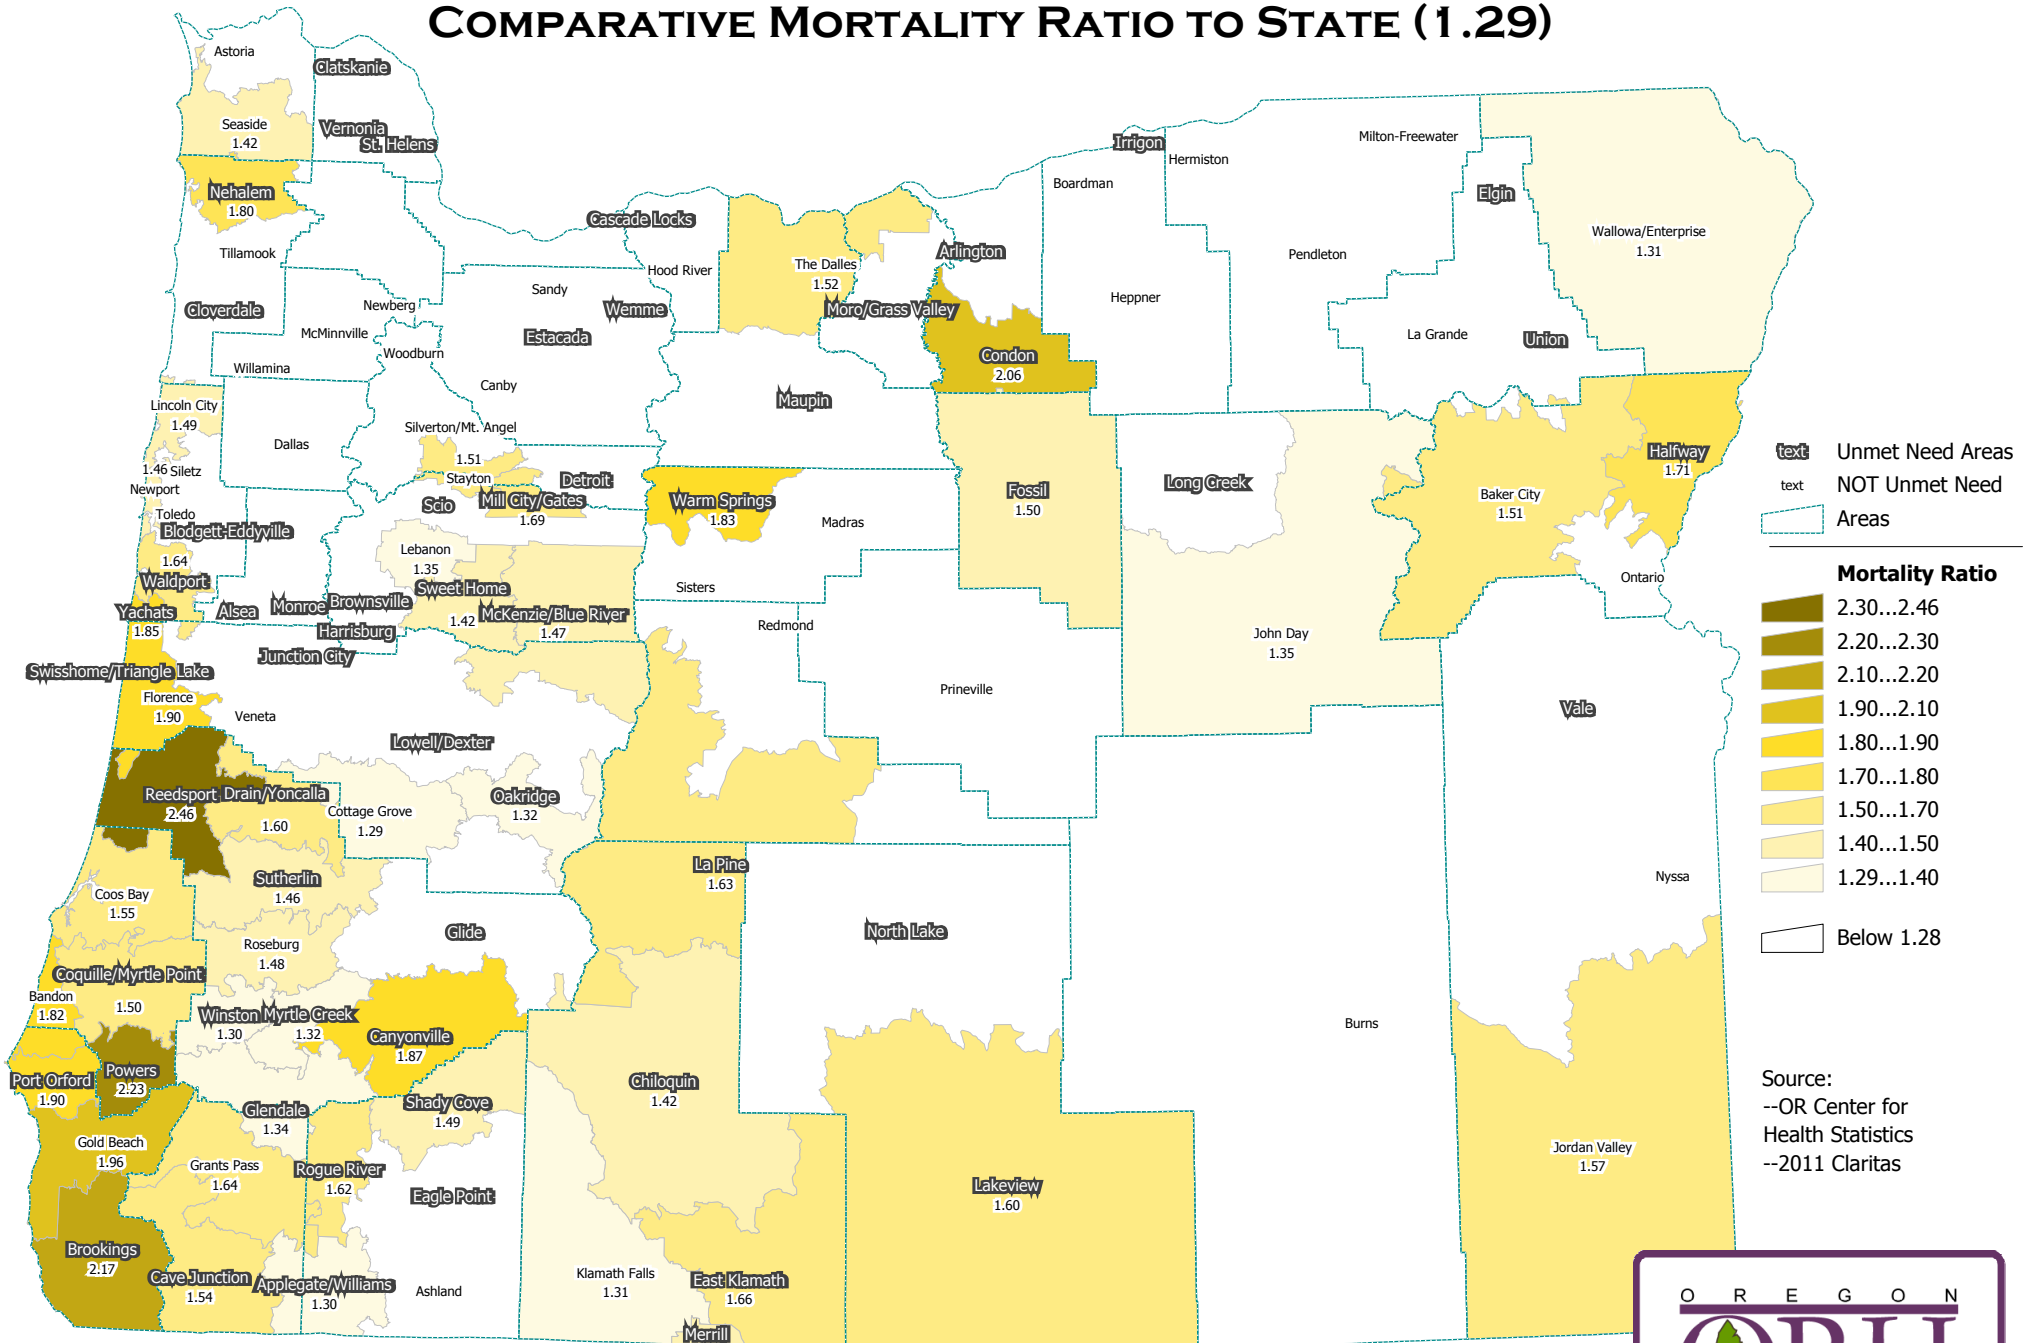 Comparative Mortality Ratio to State (1.29)
Astoria
Clatskanie
Seaside
1.42
Vernonia
St. Helens
Nehalem
1.80
Tillamook
Cloverdale
Cascade Locks
Hood River
The Dalles
1.52
Moro/Grass Valley
Arlington
Condon
2.06
Irrigon
Boardman
Hermiston
Heppner
Milton-Freewater
Pendleton
Elgin
Wallowa/Enterprise
1.31
La Grande
Union
Newberg
McMinnville
Willamina
Woodburn
Sandy
Wemme
Estacada
Canby
Maupin
Lincoln City
1.49
Dallas
Silverton/Mt. Angel
1.51
Stayton
Detroit
Scio
Mill City/Gates
1.69
1.46
Siletz
Newport
Toledo
Blodgett-Eddyville
1.64
Waldport
Yachats
1.85
Alsea
Monroe
Brownsville
Harrisburg
Junction City
Lebanon
1.35
Sweet Home
1.42
McKenzie/Blue River
1.47
Warm Springs
1.83
Madras
Sisters
Redmond
Prineville
Fossil
1.50
Long Creek
John Day
1.35
Baker City
1.51
Halfway
1.71
Ontario
Vale
Nyssa
Swisshome/Triangle Lake
Florence
1.90
Veneta
Lowell/Dexter
Reedsport
2.46
Drain/Yoncalla
1.60
Cottage Grove
1.29
Oakridge
1.32
Sutherlin
1.46
La Pine
1.63
North Lake
Coos Bay
1.55
Roseburg
1.48
Glide
Coquille/Myrtle Point
1.50
Bandon
1.82
Winston
1.30
Myrtle Creek
1.32
Canyonville
1.87
Burns
Port Orford
1.90
Powers
2.23
Glendale
1.34
Shady Cove
1.49
Chiloquin
1.42
Gold Beach
1.96
Grants Pass
1.64
Rogue River
1.62
Eagle Point
Lakeview
1.60
Jordan Valley
1.57
Brookings
2.17
Cave Junction
1.54
Applegate/Williams
1.30
Ashland
Klamath Falls
1.31
East Klamath
1.66
Merrill
text Unmet Need Areas
text NOT Unmet Need
Areas
Mortality Ratio
2.30...2.46
2.20...2.30
2.10...2.20
1.90...2.10
1.80...1.90
1.70...1.80
1.50...1.70
1.40...1.50
1.29...1.40
Below 1.28
Source:
--OR Center for
Health Statistics
--2011 Claritas
OREGON